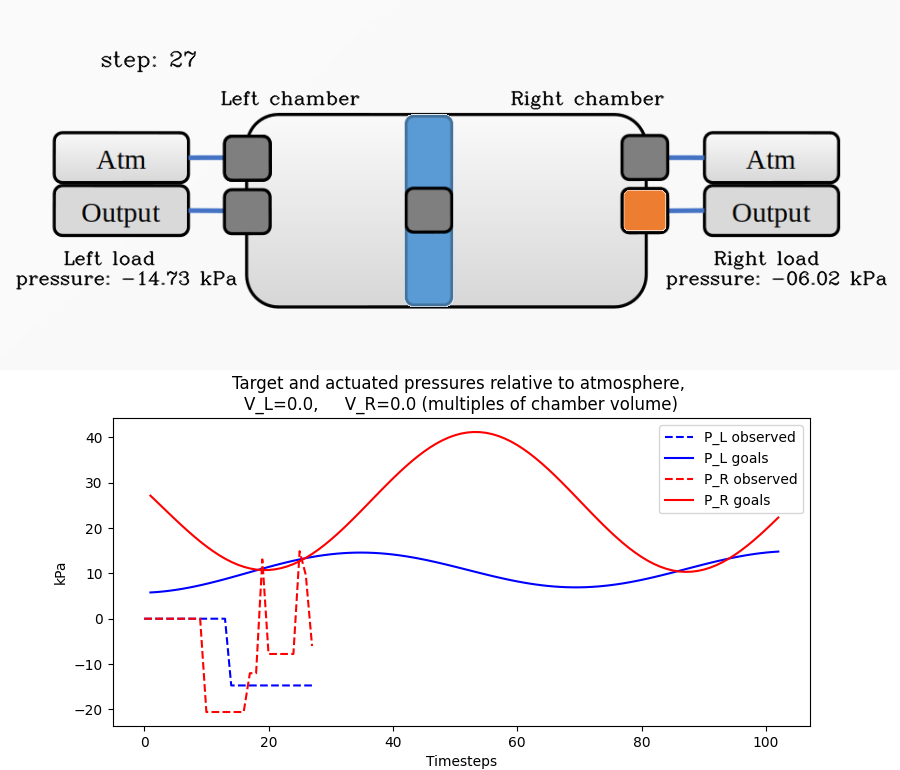 step: 27
Left chamber
Right chamber
Atm
Atm
Output
Output
Left load
pressure: −14.73 kPa
Right load
pressure: −06.02 kPa
Target and actuated pressures relative to atmosphere,
V_L=0.0, V_R=0.0 (multiples of chamber volume)
P_L observed
P_L goals
P_R observed
P_R goals
kPa
40
30
20
10
0
−10
−20
0 20 40 60 80 100
Timesteps